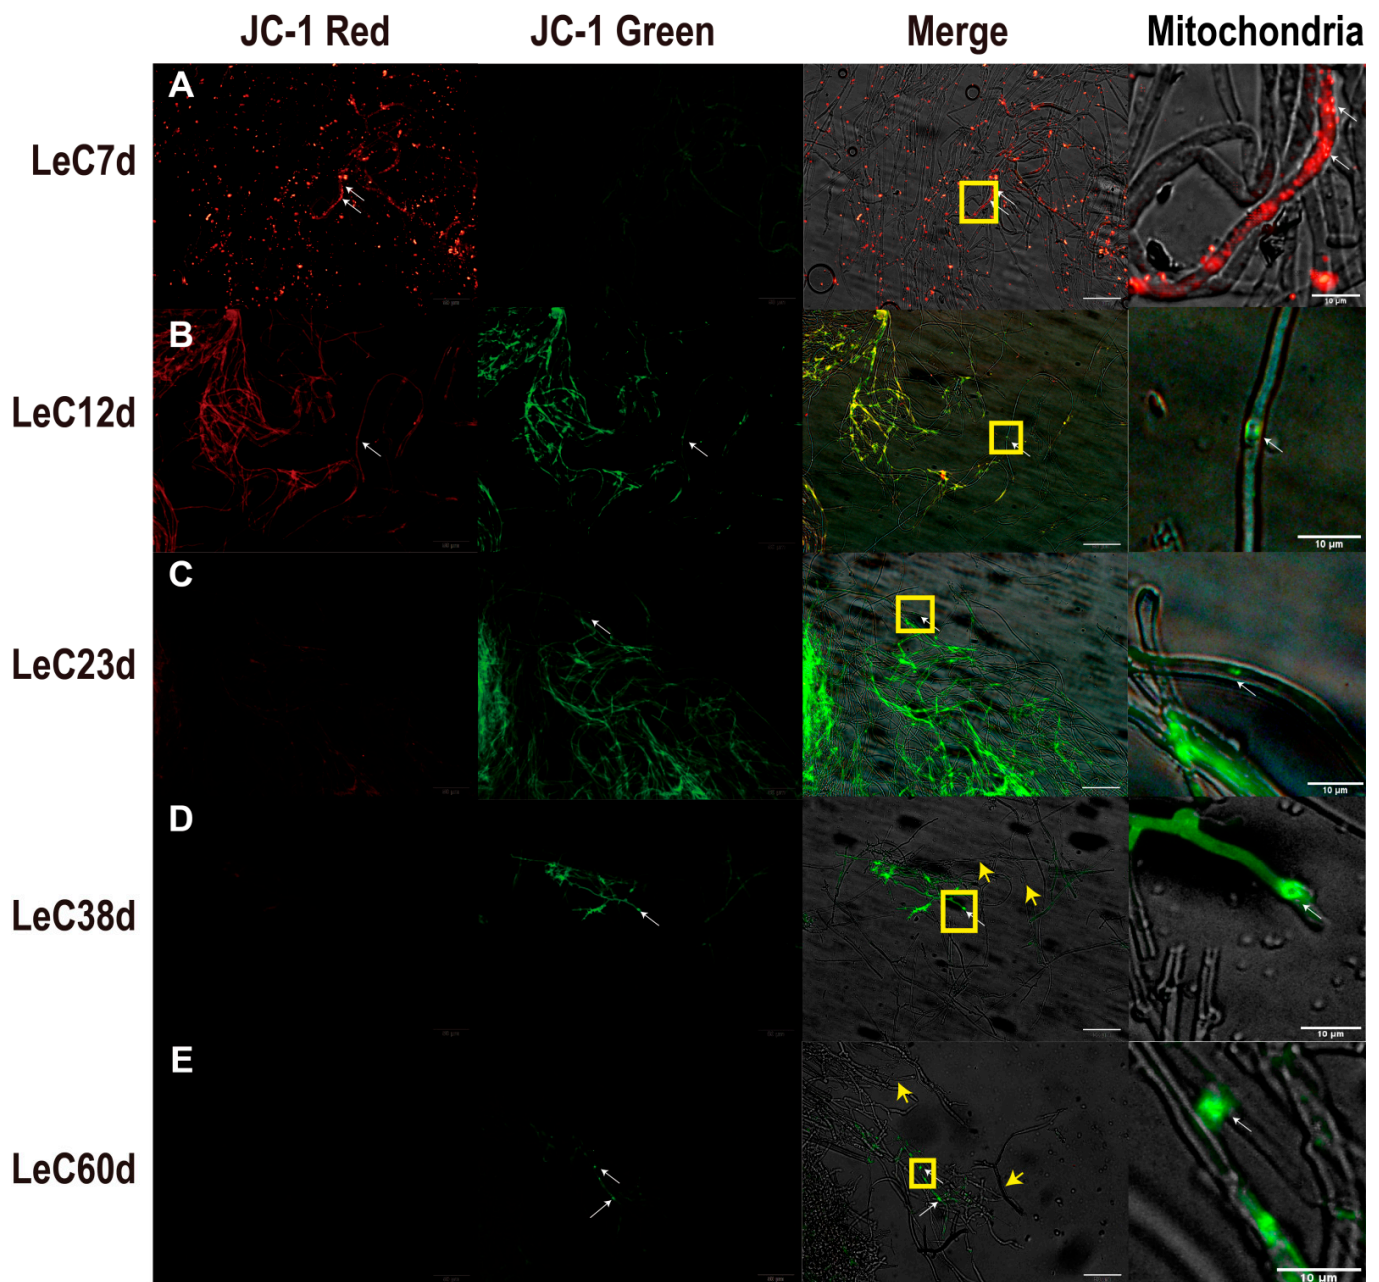 JC-1 Red JC-1 Green Merge Mitochondria
A
LeC7d
10 µm
B
LeC12d
10 µm
C
LeC23d
10 µm
D
LeC38d
10 µm
E
LeC60d
10 µm